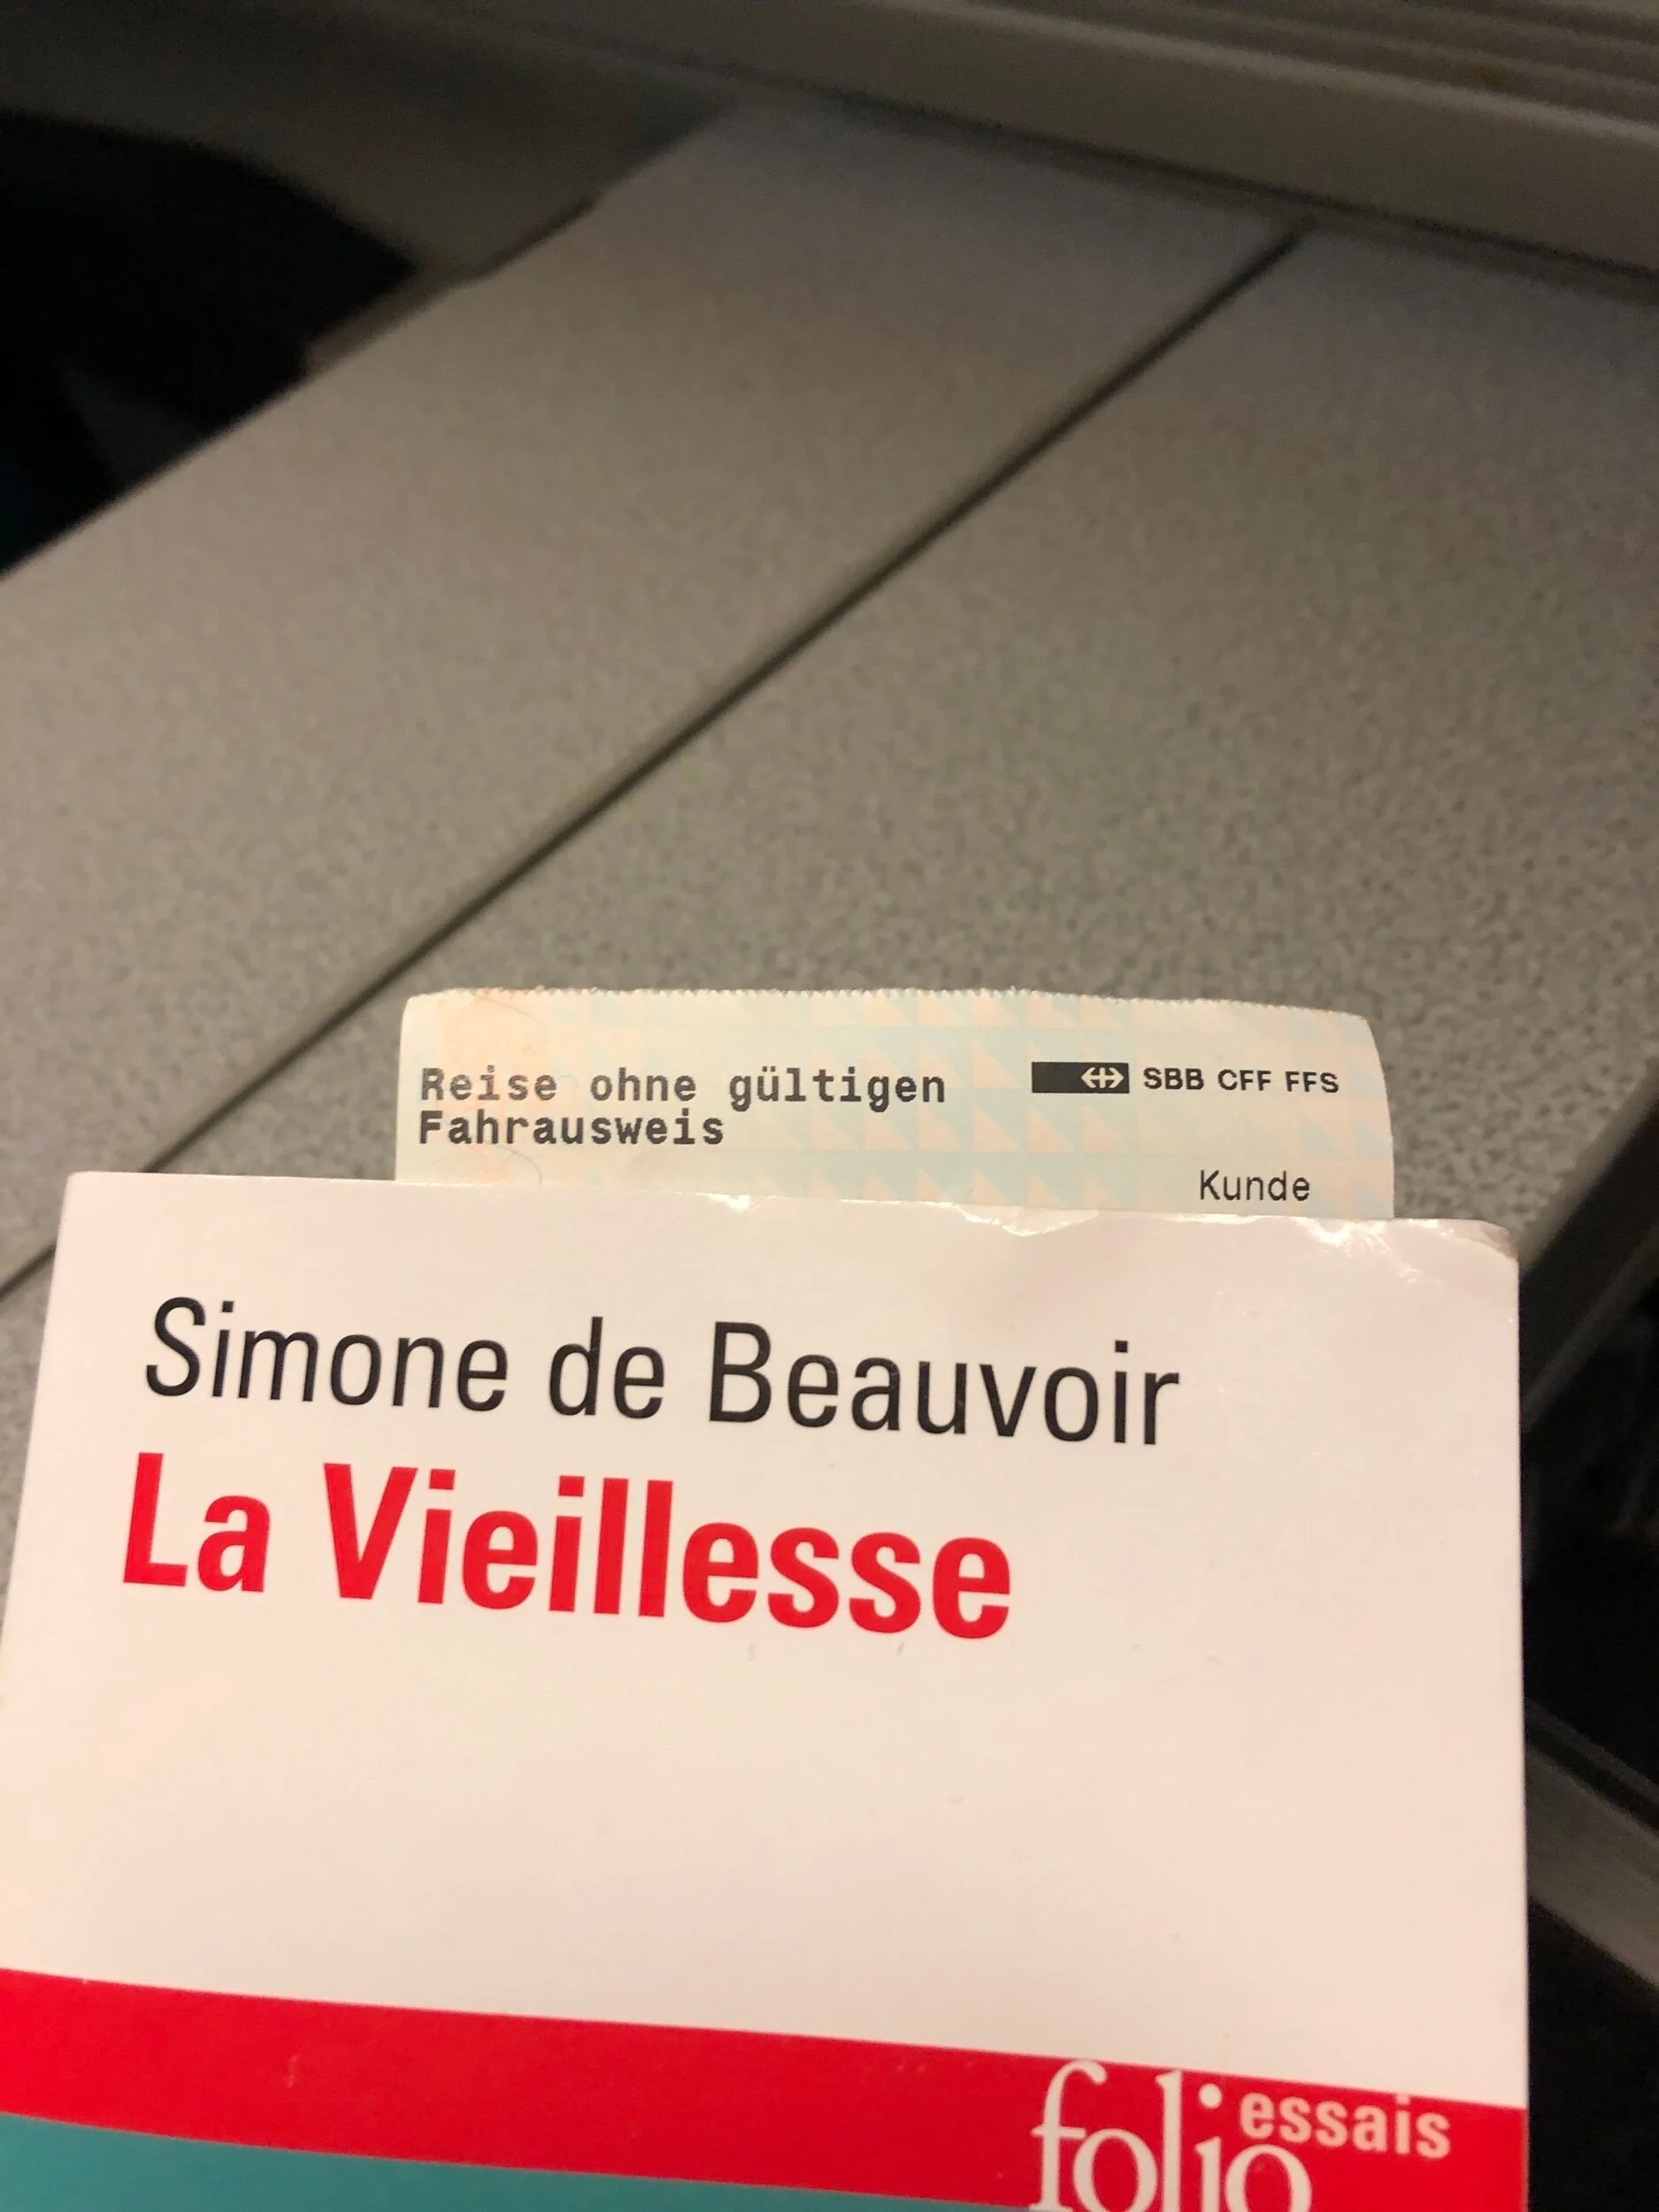 Reise ohne gültigen
SBB CFF FFS
Fahrausweis
Kunde
Simone de Beauvoir
La Vieillesse
folio
essais